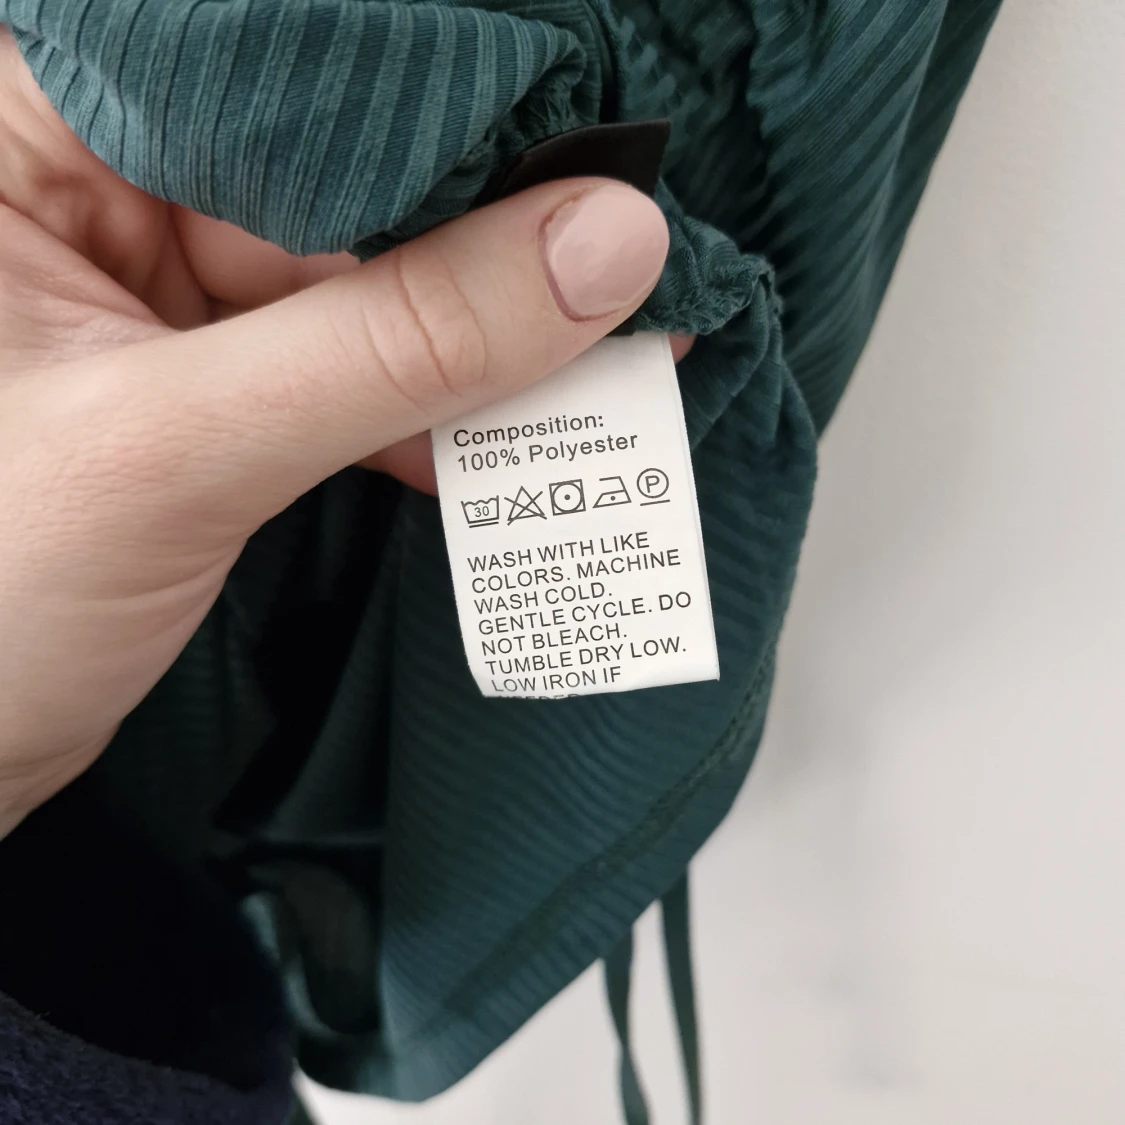 Composition:
100% Polyester
30 P
WASH WITH LIKE
COLORS. MACHINE
WASH COLD.
GENTLE CYCLE. DO
NOT BLEACH.
TUMBLE DRY LOW.
LOW IRON IF